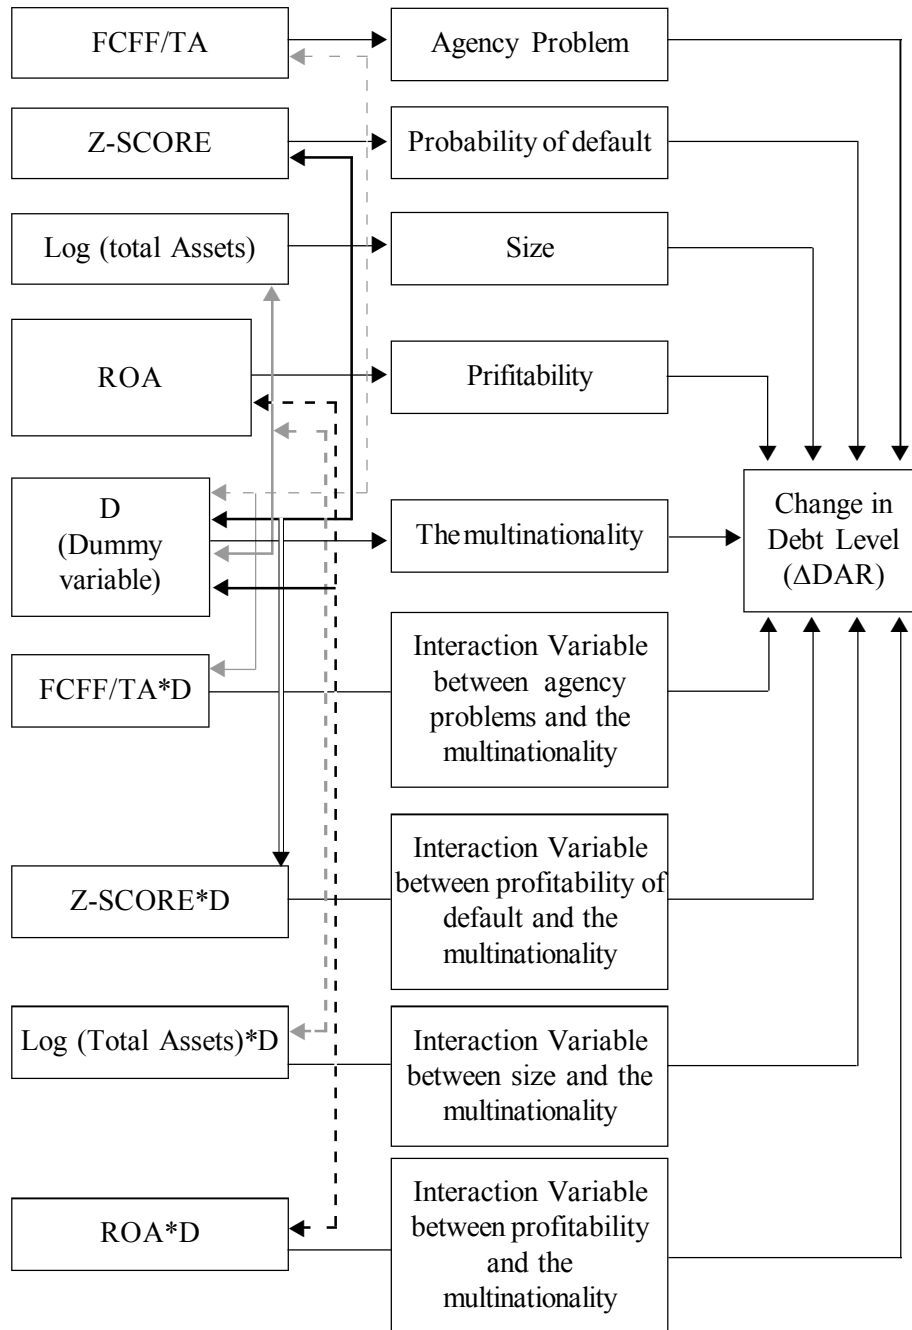 FCFF/TA
Agency Problem
Z-SCORE
Probability of default
Log (total Assets)
Size
ROA
Prifitability
D
(Dummy
variable)
The multinationality
Change in
Debt Level
(ΔDAR)
FCFF/TA*D
Interaction Variable
between agency
problems and the
multinationality
Z-SCORE*D
Interaction Variable
between profitability of
default and the
multinationality
Log (Total Assets)*D
Interaction Variable
between size and the
multinationality
ROA*D
Interaction Variable
between profitability
and the
multinationality